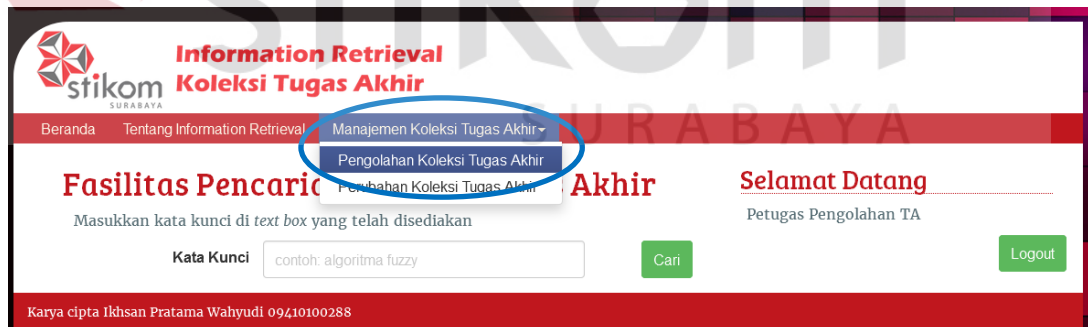 stikom
SURABAYA
stikom
SURABAYA
Information Retrieval
Koleksi Tugas Akhir
Beranda Tentang Information Retrieval Manajemen Koleksi Tugas Akhir
Pengolahan Koleksi Tugas Akhir
Perubahan Koleksi Tugas Akhir
Fasilitas Akhir
Masukkan kata kunci di text box yang telah disediakan
Kata Kunci contoh: algoritma fuzzy Cari
Selamat Datang
Petugas Pengolahan TA
Logout
Karya cipta Ikhsan Pratama Wahyudi 09410100288